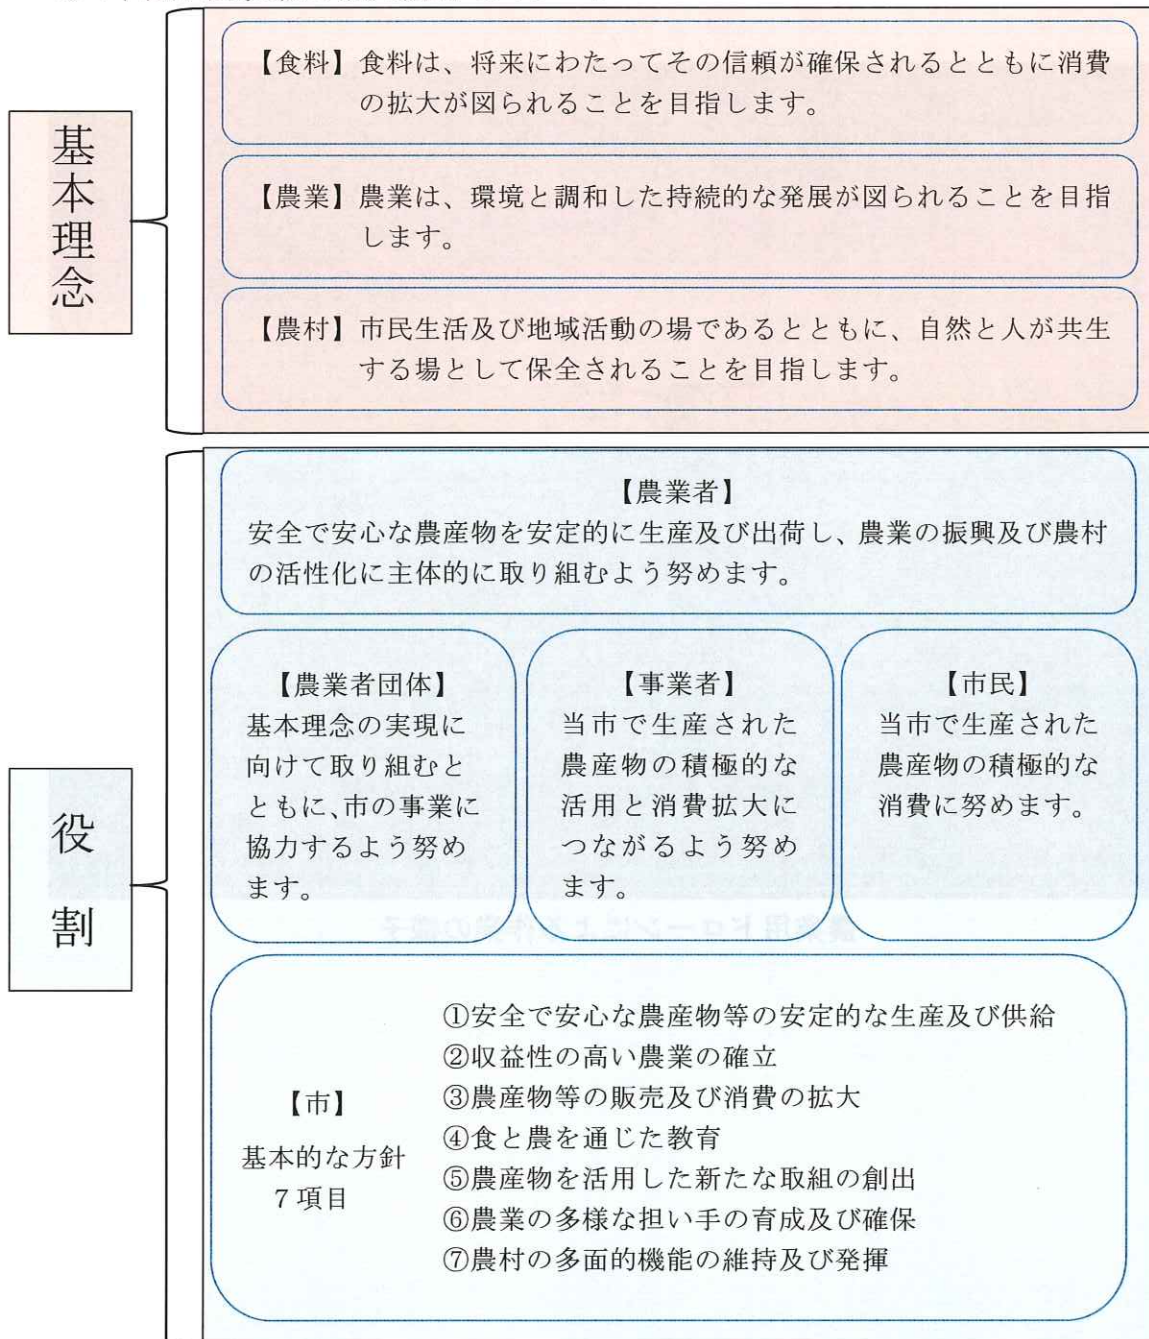 基本理念
【食料】食料は、将来にわたってその信頼が確保されるとともに消費
の拡大が図られることを目指します。
【農業】農業は、環境と調和した持続的な発展が図られることを目指
します。
【農村】市民生活及び地域活動の場であるとともに、自然と人が共生
する場として保全されることを目指します。
役割
【農業者】
安全で安心な農産物を安定的に生産及び出荷し、農業の振興及び農村
の活性化に主体的に取り組むよう努めます。
【農業者団体】
基本理念の実現に
向けて取り組むと
ともに、市の事業に
協力するよう努め
ます。
【事業者】
当市で生産された
農産物の積極的な
活用と消費拡大に
つながるよう努め
ます。
【市民】
当市で生産された
農産物の積極的な
消費に努めます。
【市】
基本的な方針
7項目
①安全で安心な農産物等の安定的な生産及び供給
②収益性の高い農業の確立
③農産物等の販売及び消費の拡大
④食と農を通じた教育
⑤農産物を活用した新たな取組の創出
⑥農業の多様な担い手の育成及び確保
⑦農村の多面的機能の維持及び発揮